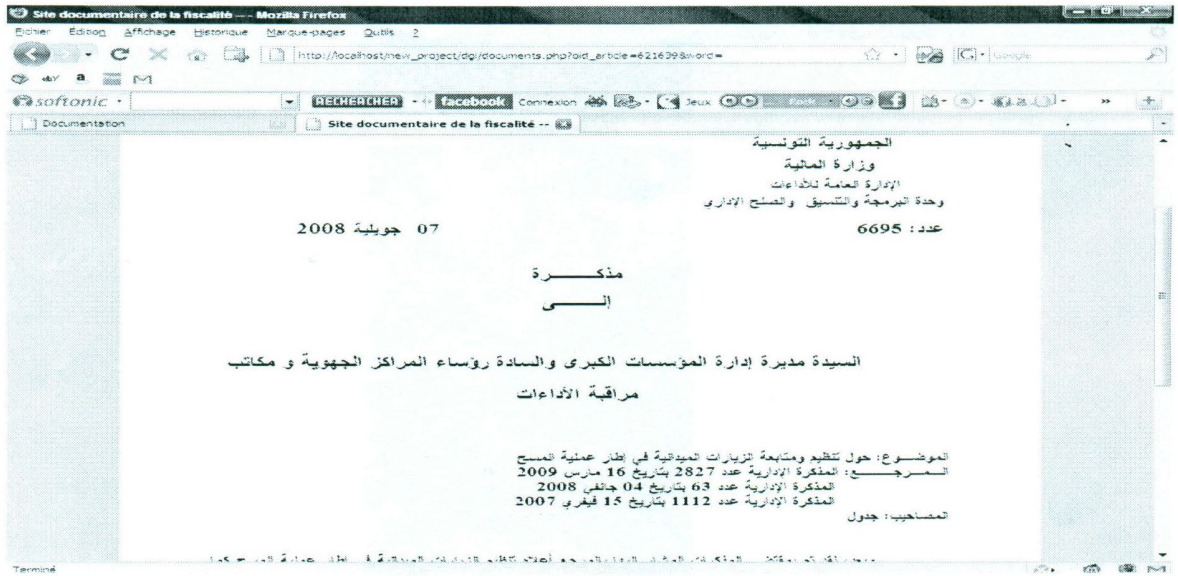 Site documentaire de la fiscalité -- - Mozilla Firefox
Fichier Edition Affichage Historique Marque-pages Outils ?
http://localhost/new_project/dgi/documents.php?oid_article=621639&word=
Google
softonic RECHERCHER facebook Connexion Jeux
Documentation Site documentaire de la fiscalité --
الجمهورية التونسية
وزارة المالية
الإدارة العامة للأداءات
وحدة البرمجة والتنسيق والصلح الإداري
عدد: 6695 07 جويلية 2008
مذكــــــرة
إلــــــى
السيدة مديرة إدارة المؤسسات الكبرى والسادة رؤساء المراكز الجهوية و مكاتب
مراقبة الأداءات
الموضـــوع: حول تنظيم ومتابعة الزيارات الميدانية في إطار عملية المسح
الــمــرجــــــع: المذكرة الإدارية عدد 2827 بتاريخ 16 مارس 2009
المذكرة الإدارية عدد 63 بتاريخ 04 جانفي 2008
المذكرة الإدارية عدد 1112 بتاريخ 15 فيفري 2007
المصاحيب: جدول
Terminé